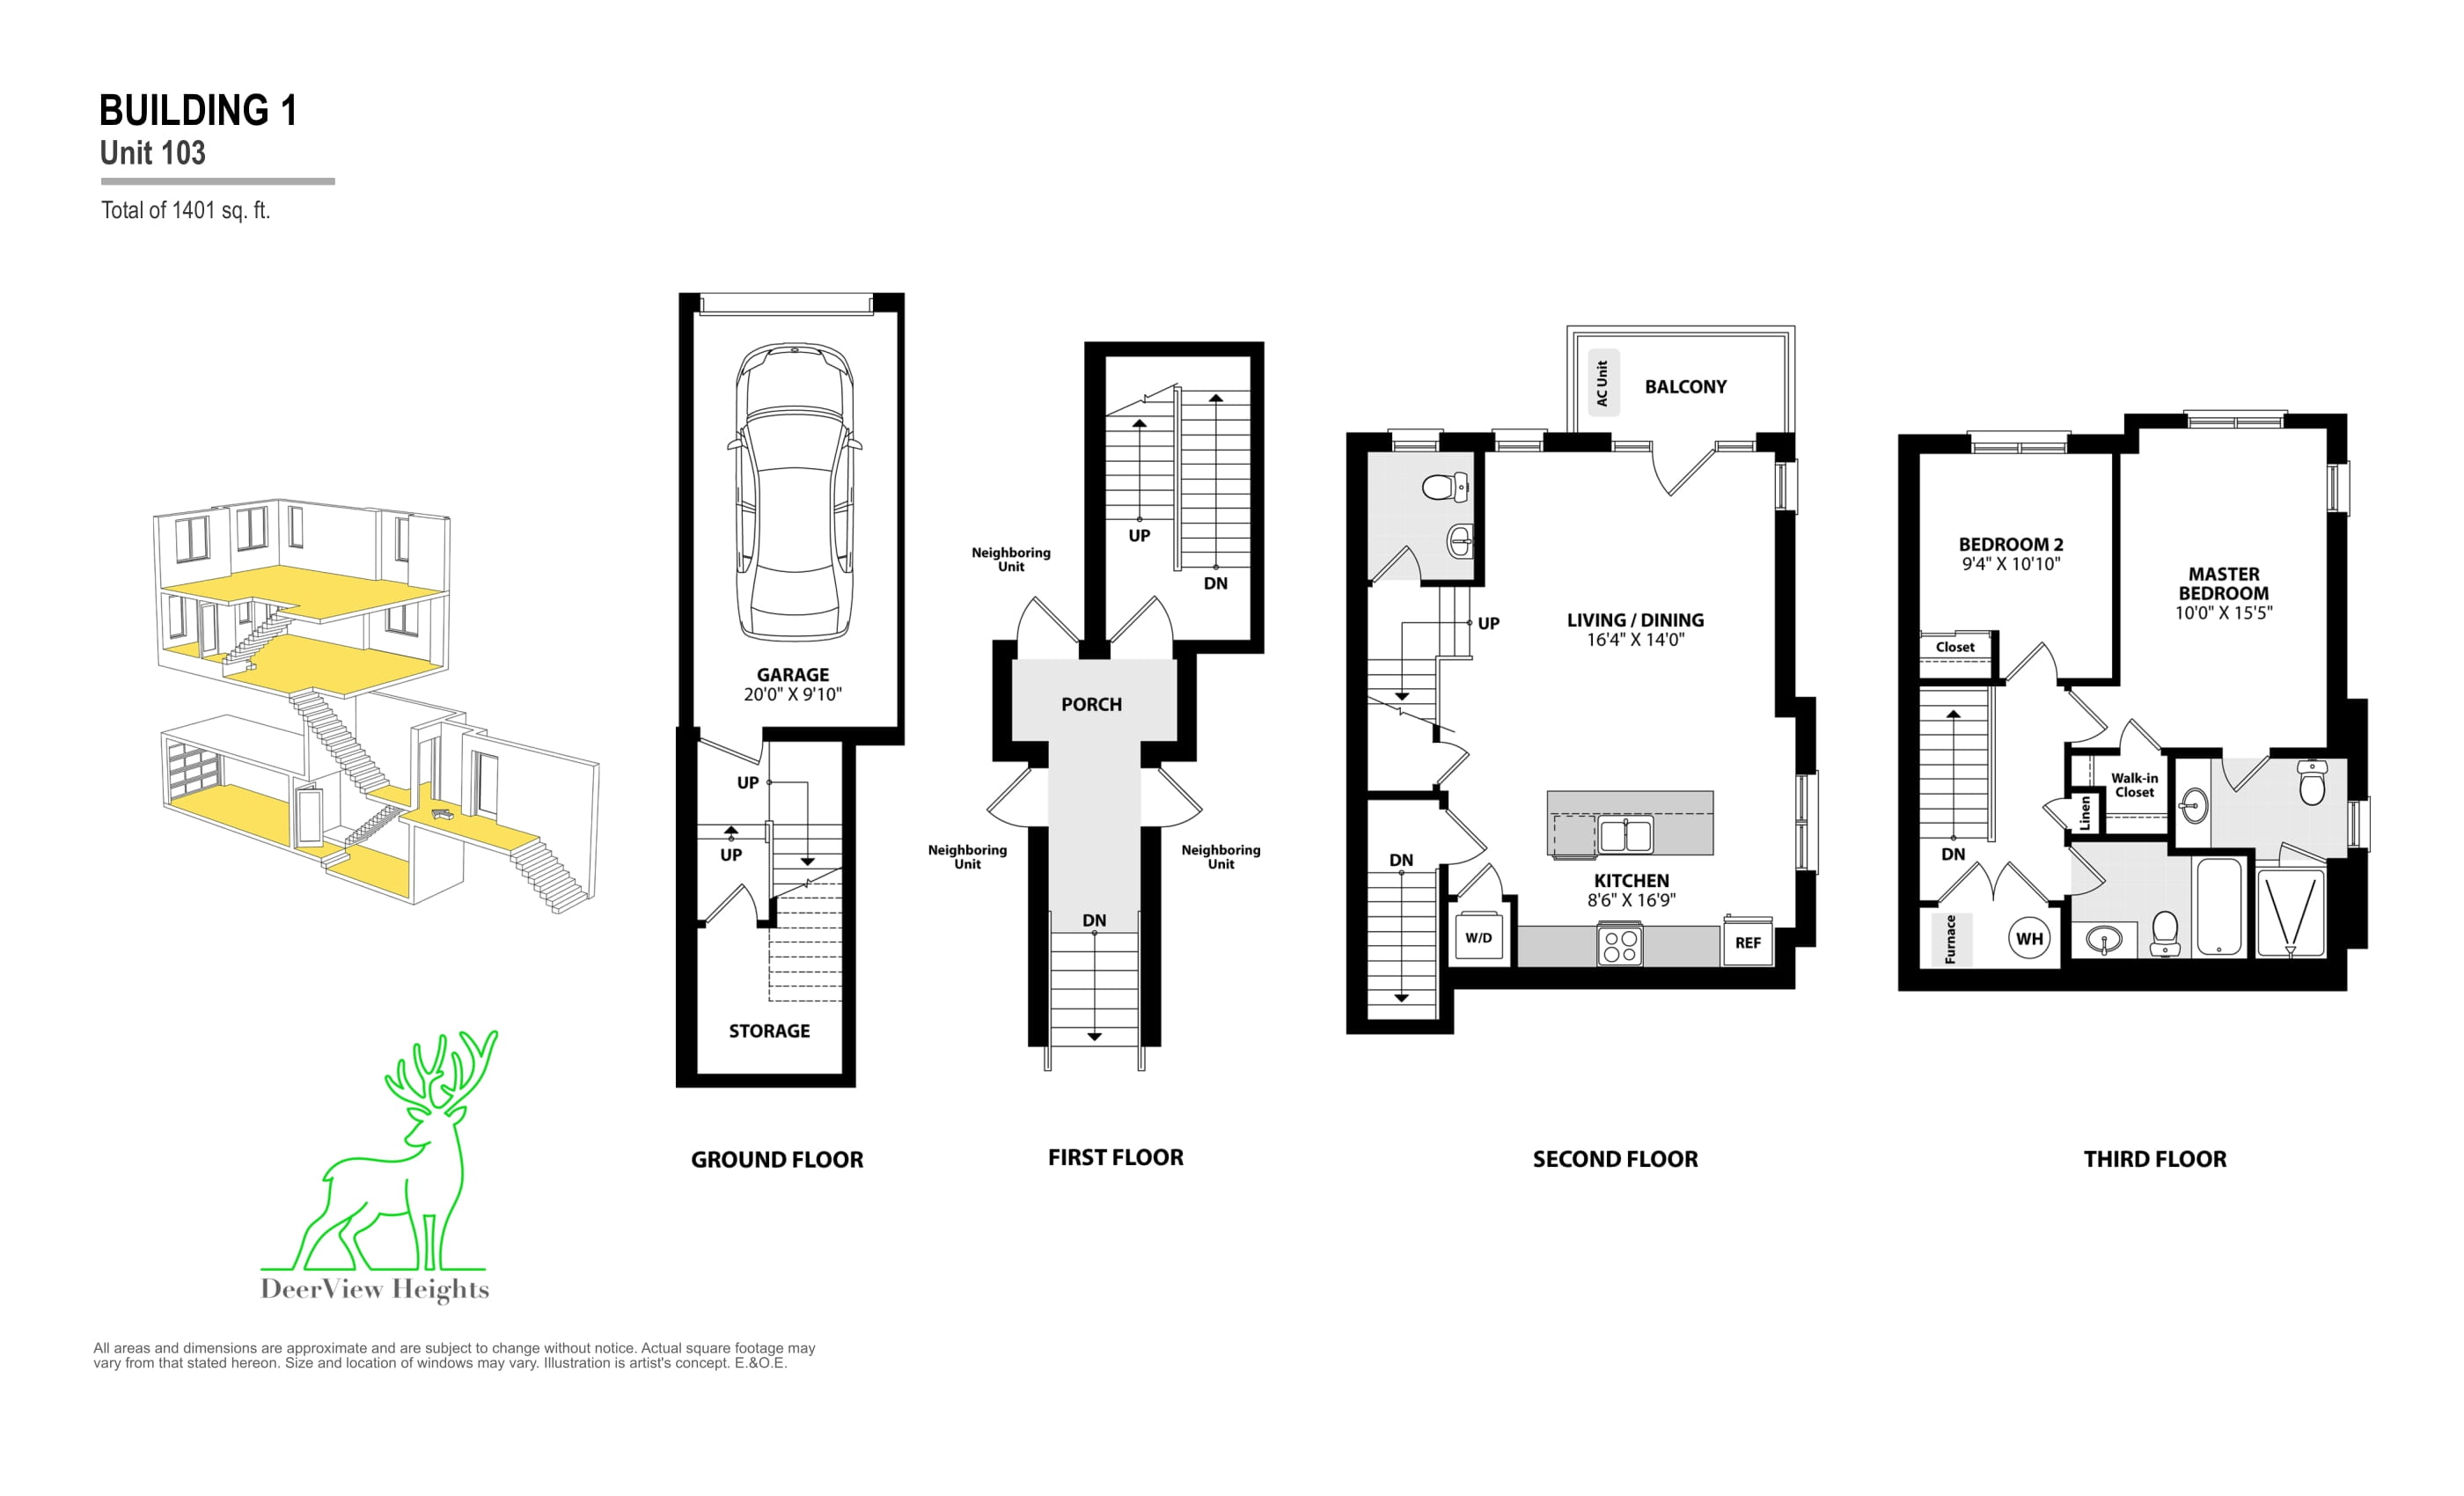 BUILDING 1
Unit 103
Total of 1401 sq. ft.
GARAGE
20'0" X 9'10"
UP
UP
STORAGE
GROUND FLOOR
UP
DN
Neighboring
Unit
PORCH
Neighboring
Unit
Neighboring
Unit
DN
FIRST FLOOR
AC Unit
BALCONY
UP
LIVING / DINING
16'4" X 14'0"
DN
KITCHEN
8'6" X 16'9"
W/D
REF
SECOND FLOOR
BEDROOM 2
9'4" X 10'10"
MASTER
BEDROOM
10'0" X 15'5"
Closet
Walk-in
Closet
Linen
DN
Furnace
WH
THIRD FLOOR
DeerView Heights
All areas and dimensions are approximate and are subject to change without notice. Actual square footage may
vary from that stated hereon. Size and location of windows may vary. Illustration is artist's concept. E.&O.E.